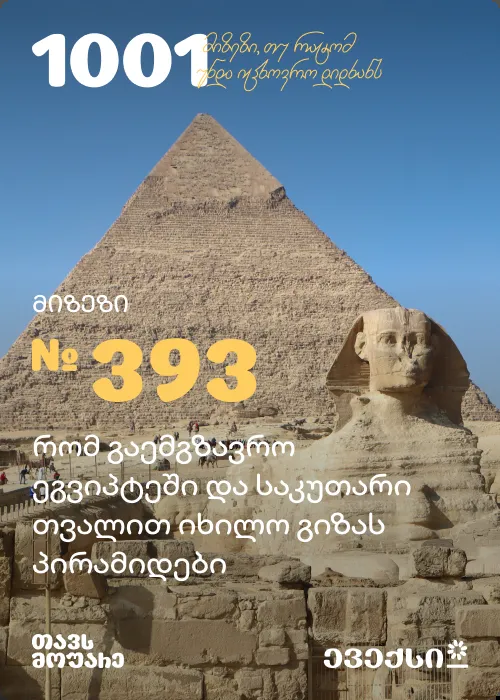 1001 მიზეზი, თუ რატომ
უნდა იცხოვრო დიდხანს
მიზეზი
№ 393
რომ გაემგზავრო
ეგვიპტეში და საკუთარი
თვალით იხილო გიზას
პირამიდები
თავს
მოუარე
ევექსი